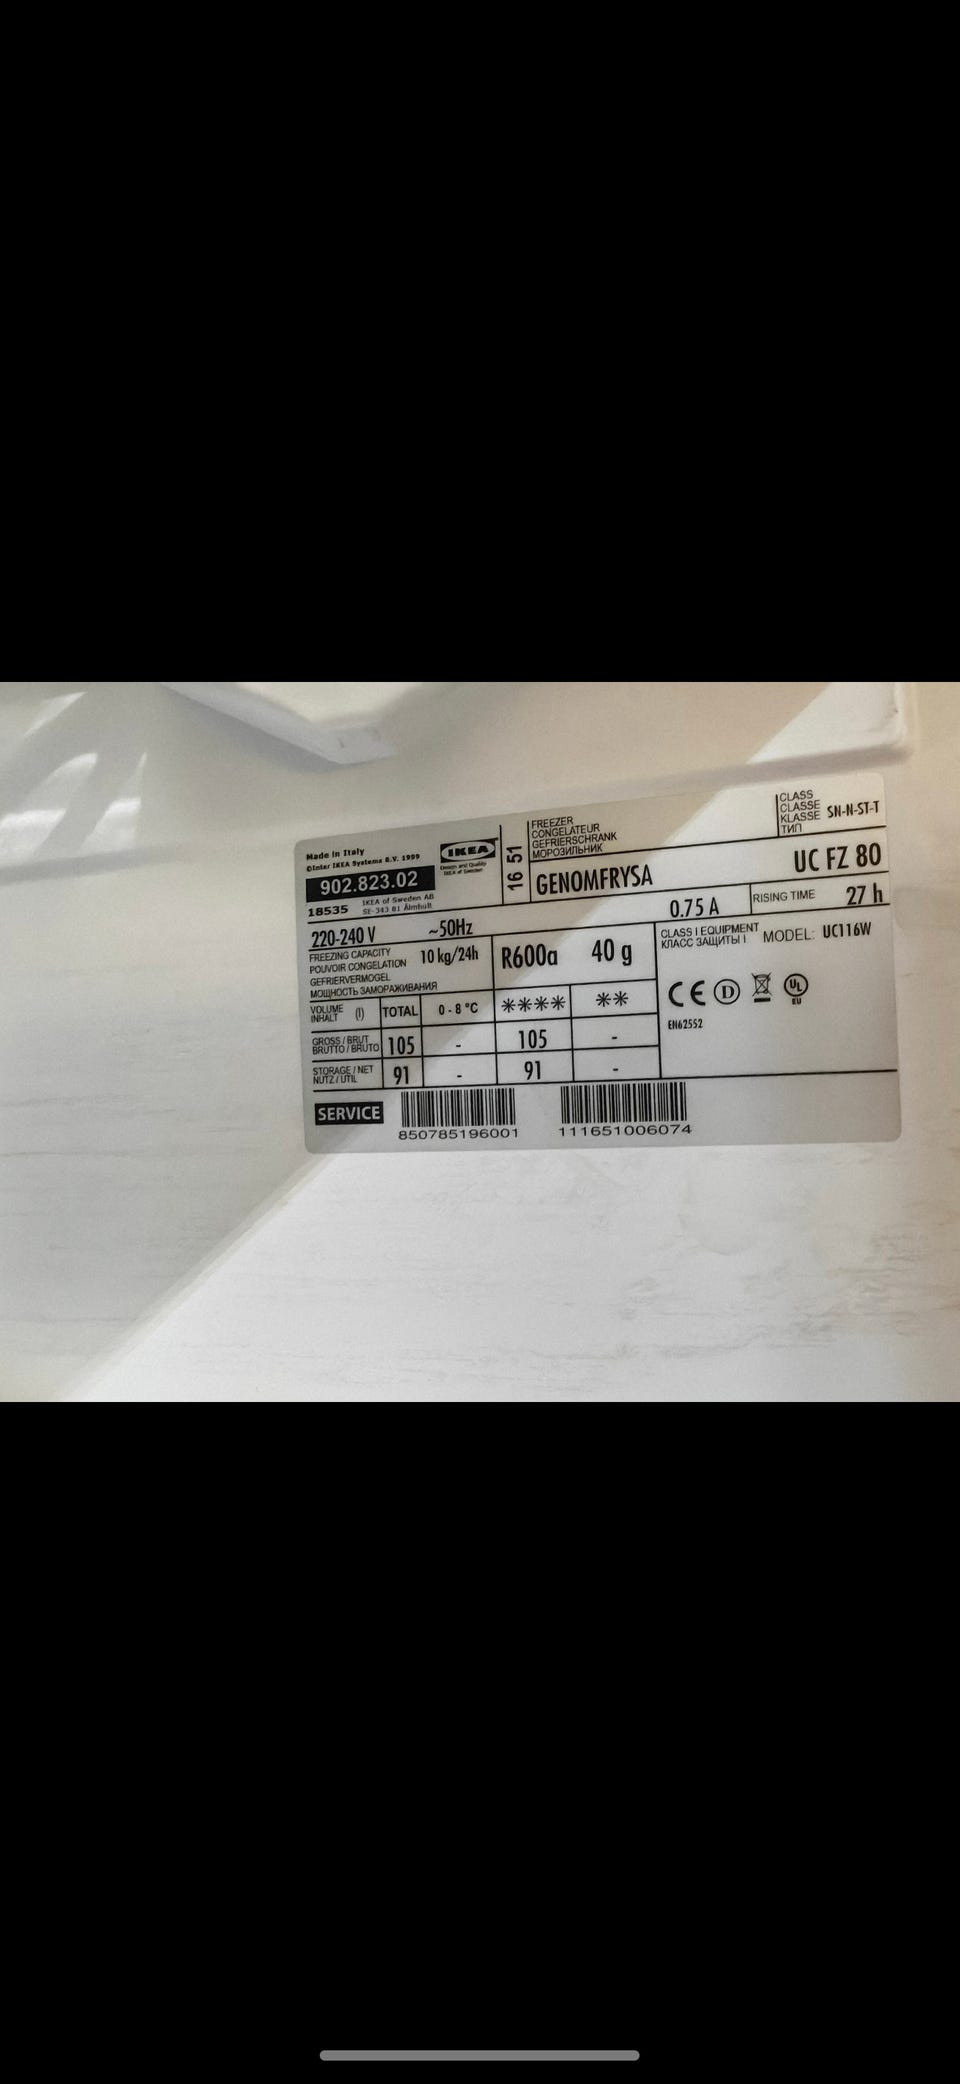 Made in Italy
©Inter IKEA Systems B.V. 1999
902.823.02
18535
IKEA of Sweden AB
SE-343 81 Älmhult
IKEA
Design and Quality
IKEA of Sweden
16 51
FREEZER
CONGELATEUR
GEFRIERSCHRANK
МОРОЗИЛЬНИК
CLASS
CLASSE
KLASSE
ТИП
SN-N-ST-T
GENOMFRYSA
UC FZ 80
220-240 V
~50Hz
0.75 A
RISING TIME
27 h
FREEZING CAPACITY
POUVOIR CONGELATION
GEFRIERVERMOGEL
МОЩНОСТЬ ЗАМОРАЖИВАНИЯ
10 kg/24h
R600a
40 g
CLASS I EQUIPMENT
КЛАСС ЗАЩИТЫ I
MODEL: UC116W
VOLUME
INHALT
(l)
TOTAL
0 - 8 °C
****
**
CE
D
UL
EU
EN62552
GROSS / BRUT
BRUTTO / BRUTO
105
-
105
-
STORAGE / NET
NUTZ / UTIL
91
-
91
-
SERVICE
850785196001
111651006074